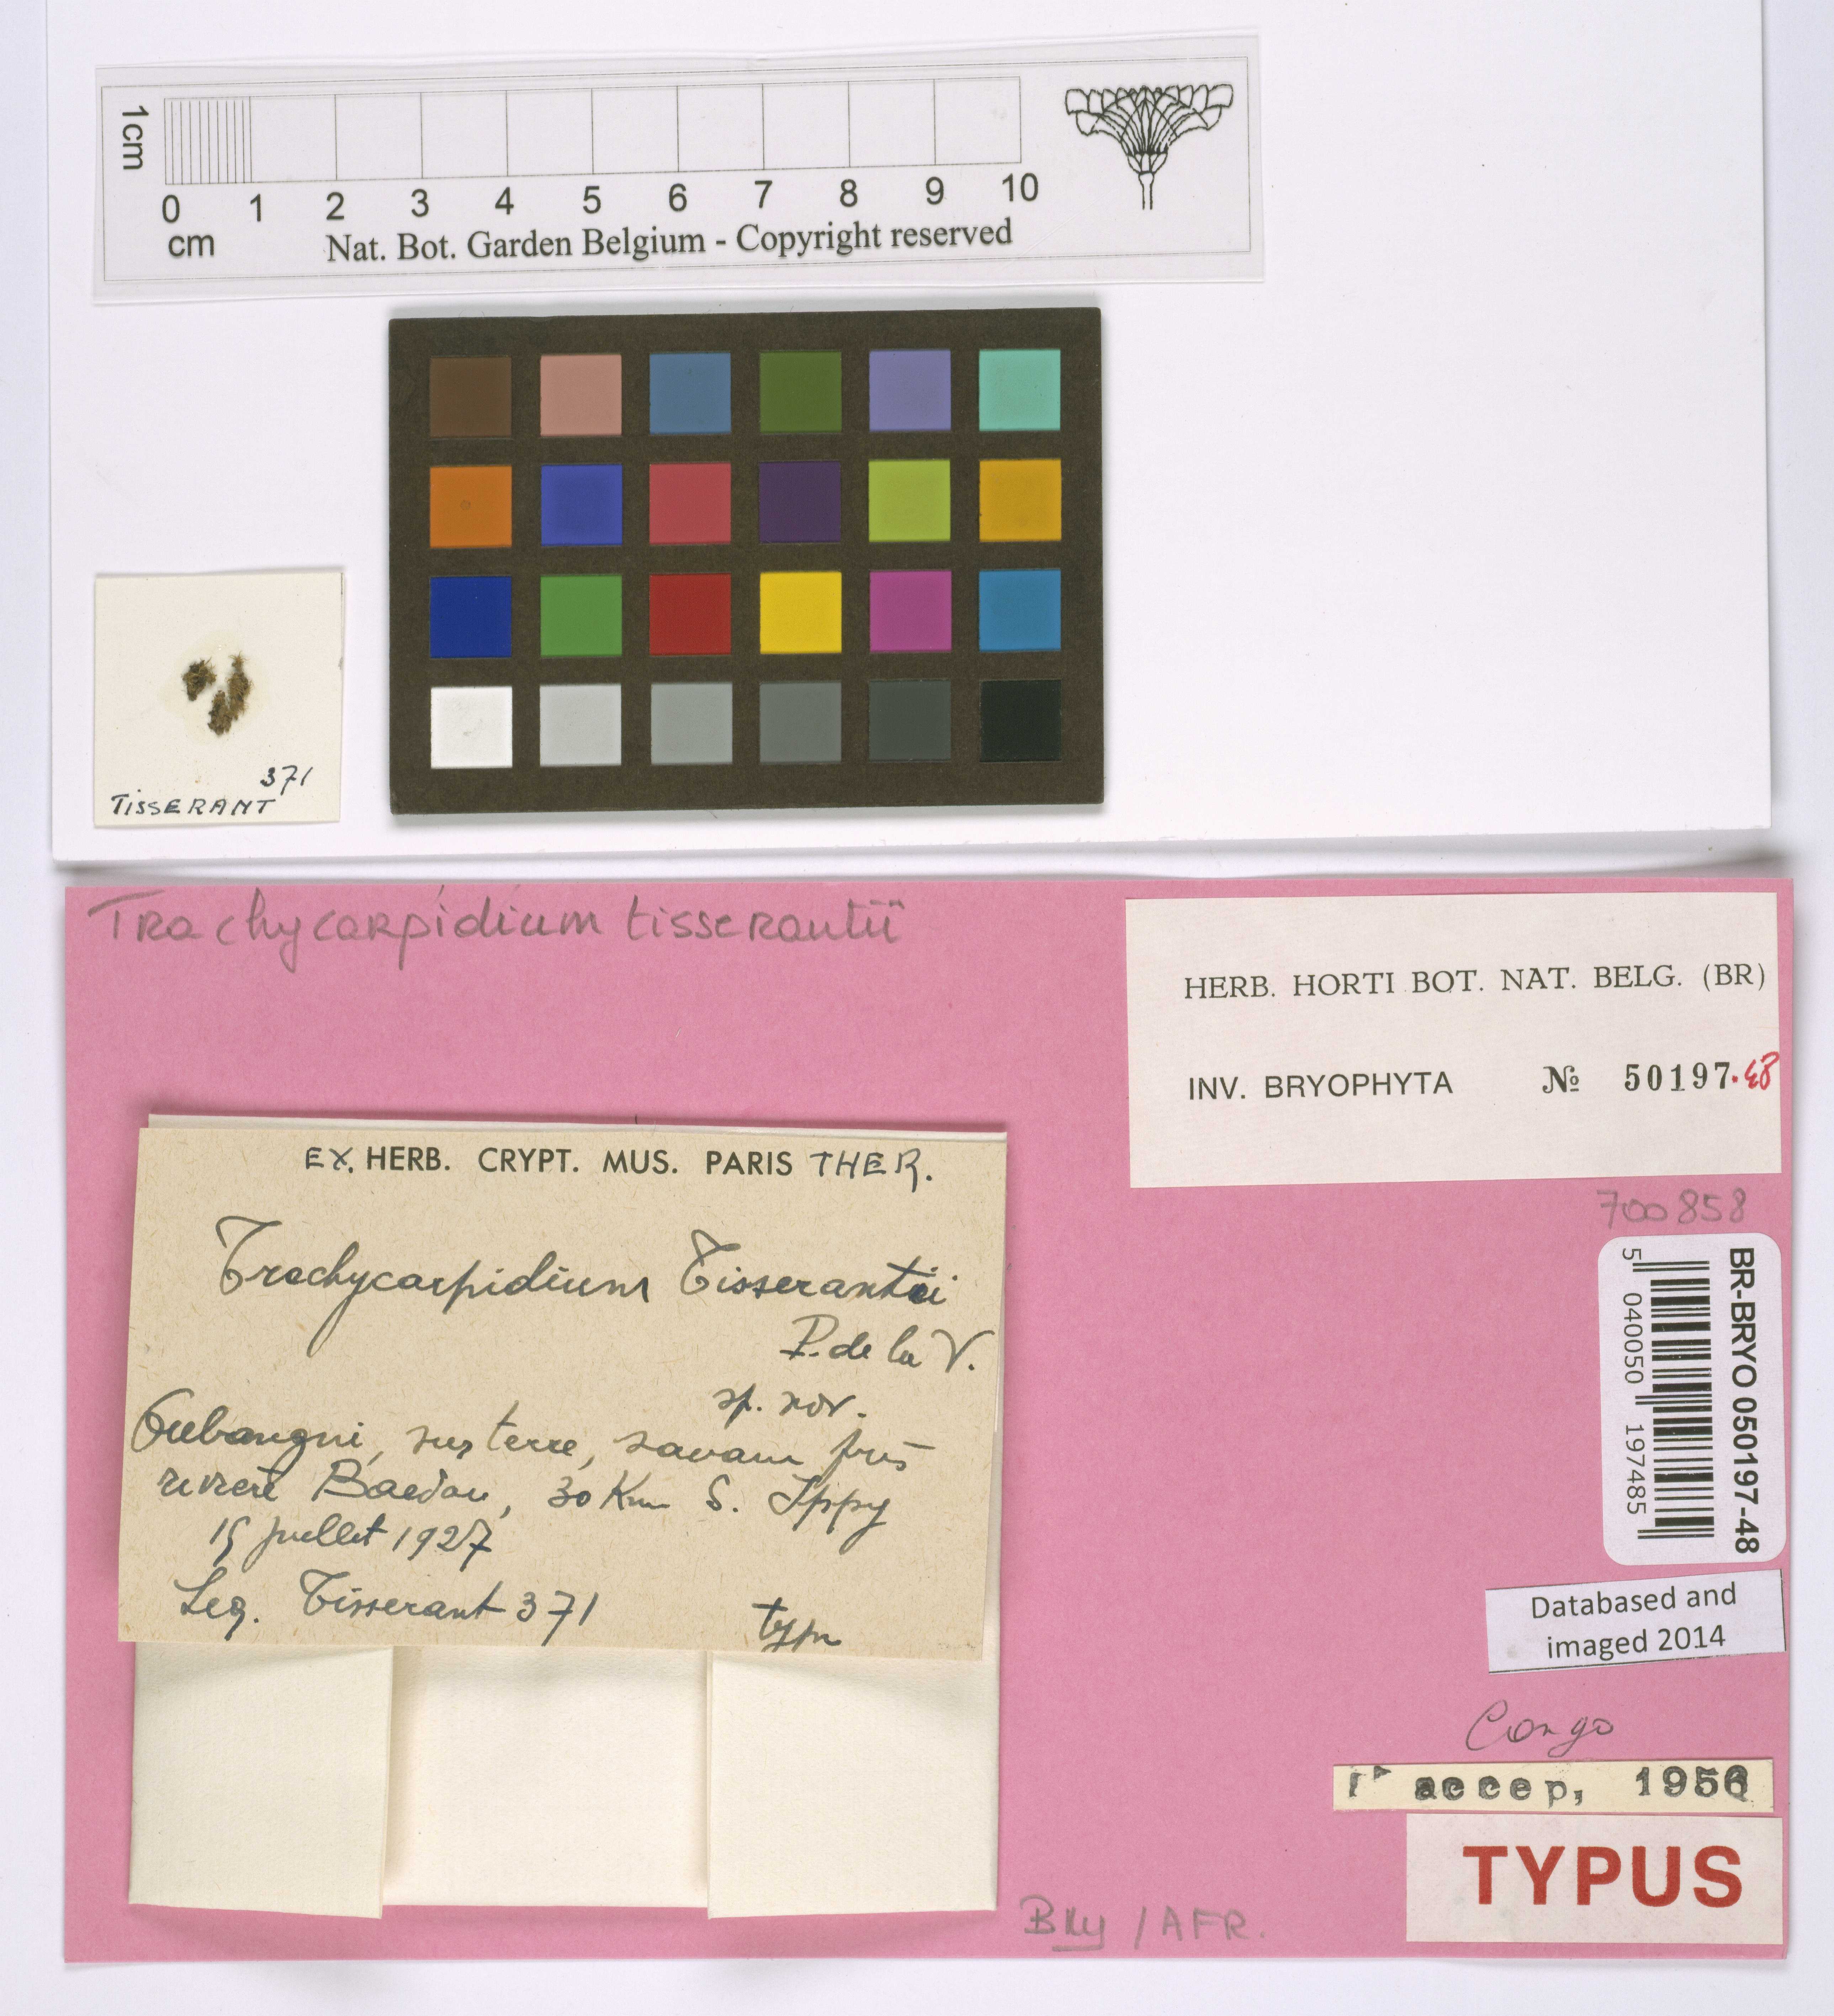 1cm
0 1 2 3 4 5 6 7 8 9 10
cm
Nat. Bot. Garden Belgium - Copyright reserved
371
TISSERANT
Trachycarpidium tisserantii
HERB. HORTI BOT. NAT. BELG. (BR)
INV. BRYOPHYTA № 50197.48
EX. HERB. CRYPT. MUS. PARIS THER.
Trachycarpidium Tisserantii
P. de la V.
sp. nov.
Oubangui, sur terre, savane près
rivière 30 Km S. Ippy
15 juillet 1927
Leg. Tisserant 371
type
700858
BR-BRYO 050197-48
5 040050 197485
Databased and
imaged 2014
Congo
accep, 1956
TYPUS
Bry / AFR.